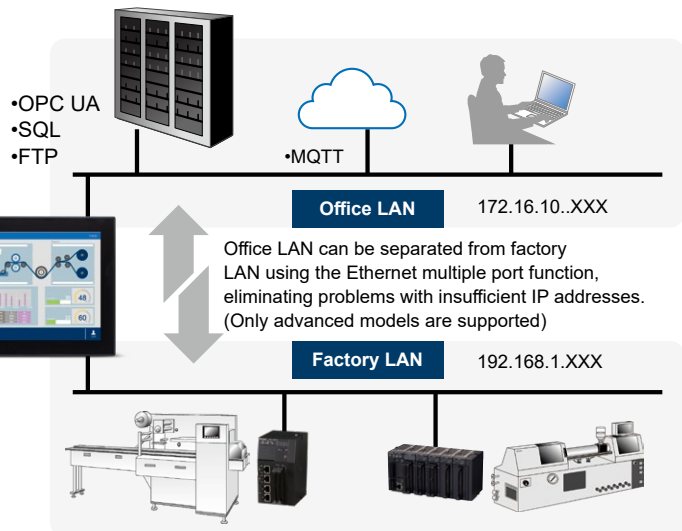 •OPC UA
•SQL
•FTP
•MQTT
Office LAN
172.16.10..XXX
Office LAN can be separated from factory
LAN using the Ethernet multiple port function,
eliminating problems with insufficient IP addresses.
(Only advanced models are supported)
Factory LAN
192.168.1.XXX
48
60